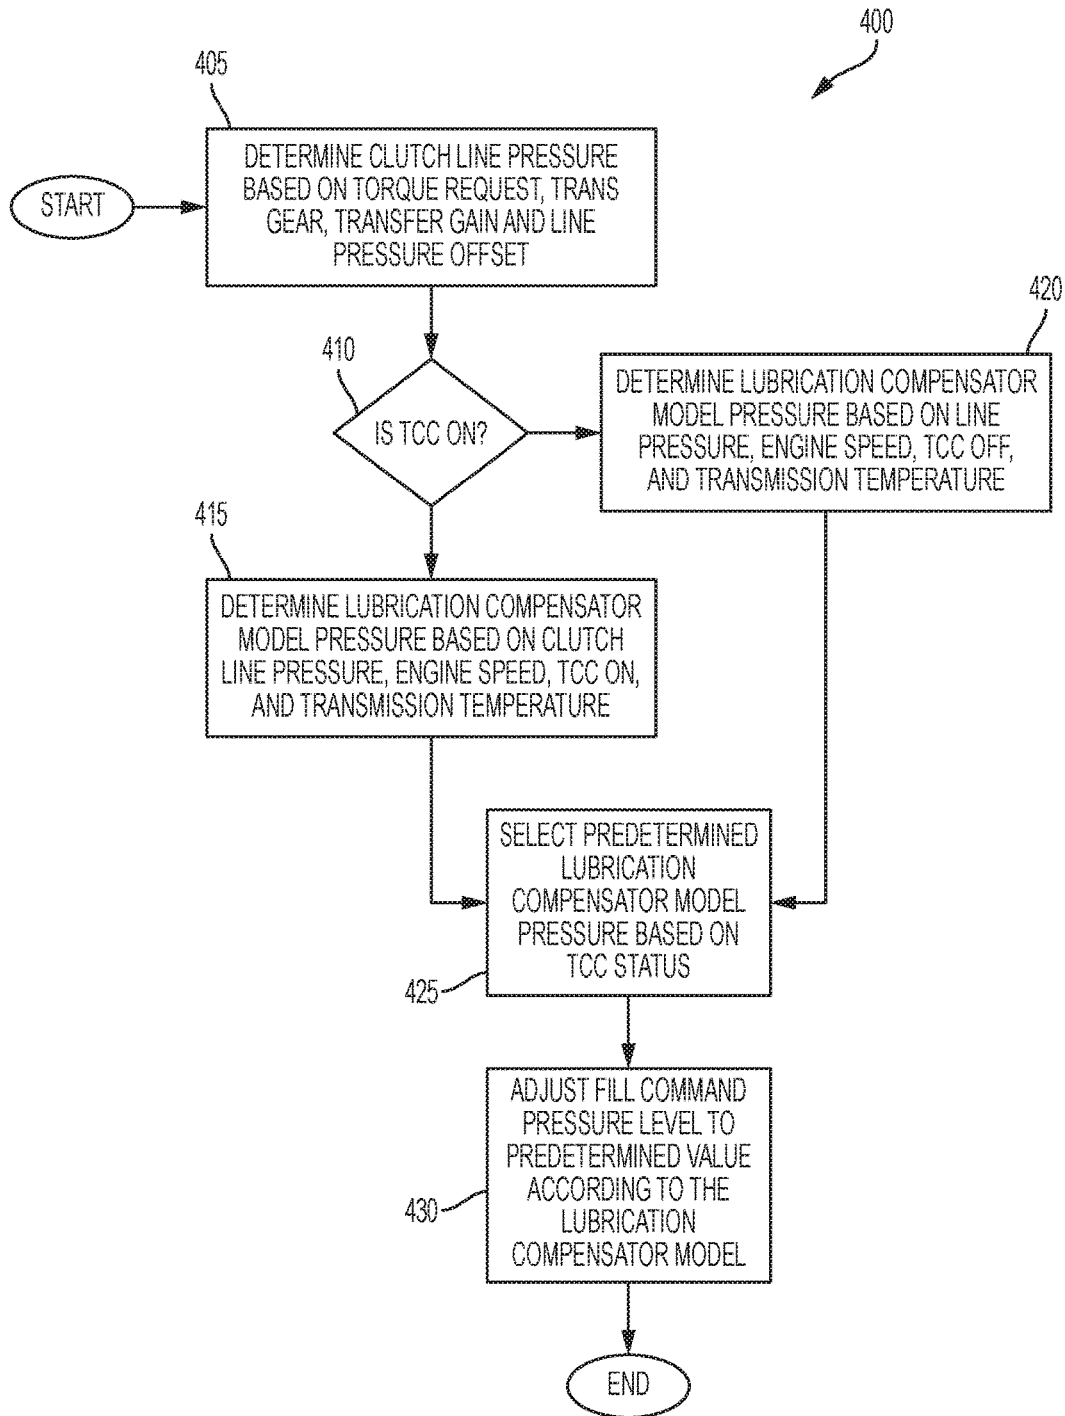 400
405
START
DETERMINE CLUTCH LINE PRESSURE
BASED ON TORQUE REQUEST, TRANS
GEAR, TRANSFER GAIN AND LINE
PRESSURE OFFSET
410
IS TCC ON?
420
DETERMINE LUBRICATION COMPENSATOR
MODEL PRESSURE BASED ON LINE
PRESSURE, ENGINE SPEED, TCC OFF,
AND TRANSMISSION TEMPERATURE
415
DETERMINE LUBRICATION COMPENSATOR
MODEL PRESSURE BASED ON CLUTCH
LINE PRESSURE, ENGINE SPEED, TCC ON,
AND TRANSMISSION TEMPERATURE
SELECT PREDETERMINED
LUBRICATION
COMPENSATOR MODEL
PRESSURE BASED ON
TCC STATUS
425
ADJUST FILL COMMAND
PRESSURE LEVEL TO
PREDETERMINED VALUE
ACCORDING TO THE
LUBRICATION
COMPENSATOR MODEL
430
END